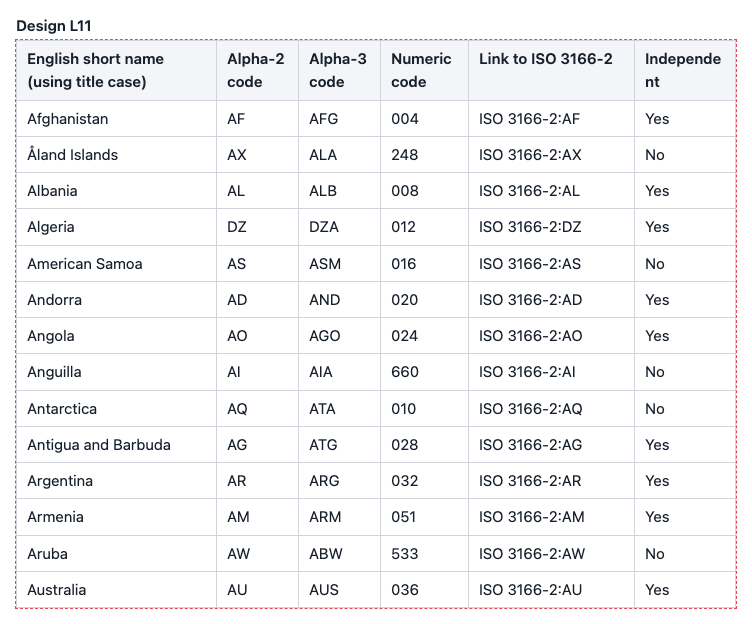 Design L11
English short name (using title case) Alpha-2 code Alpha-3 code Numeric code Link to ISO 3166-2 Independent
Afghanistan AF AFG 004 ISO 3166-2:AF Yes
Åland Islands AX ALA 248 ISO 3166-2:AX No
Albania AL ALB 008 ISO 3166-2:AL Yes
Algeria DZ DZA 012 ISO 3166-2:DZ Yes
American Samoa AS ASM 016 ISO 3166-2:AS No
Andorra AD AND 020 ISO 3166-2:AD Yes
Angola AO AGO 024 ISO 3166-2:AO Yes
Anguilla AI AIA 660 ISO 3166-2:AI No
Antarctica AQ ATA 010 ISO 3166-2:AQ No
Antigua and Barbuda AG ATG 028 ISO 3166-2:AG Yes
Argentina AR ARG 032 ISO 3166-2:AR Yes
Armenia AM ARM 051 ISO 3166-2:AM Yes
Aruba AW ABW 533 ISO 3166-2:AW No
Australia AU AUS 036 ISO 3166-2:AU Yes